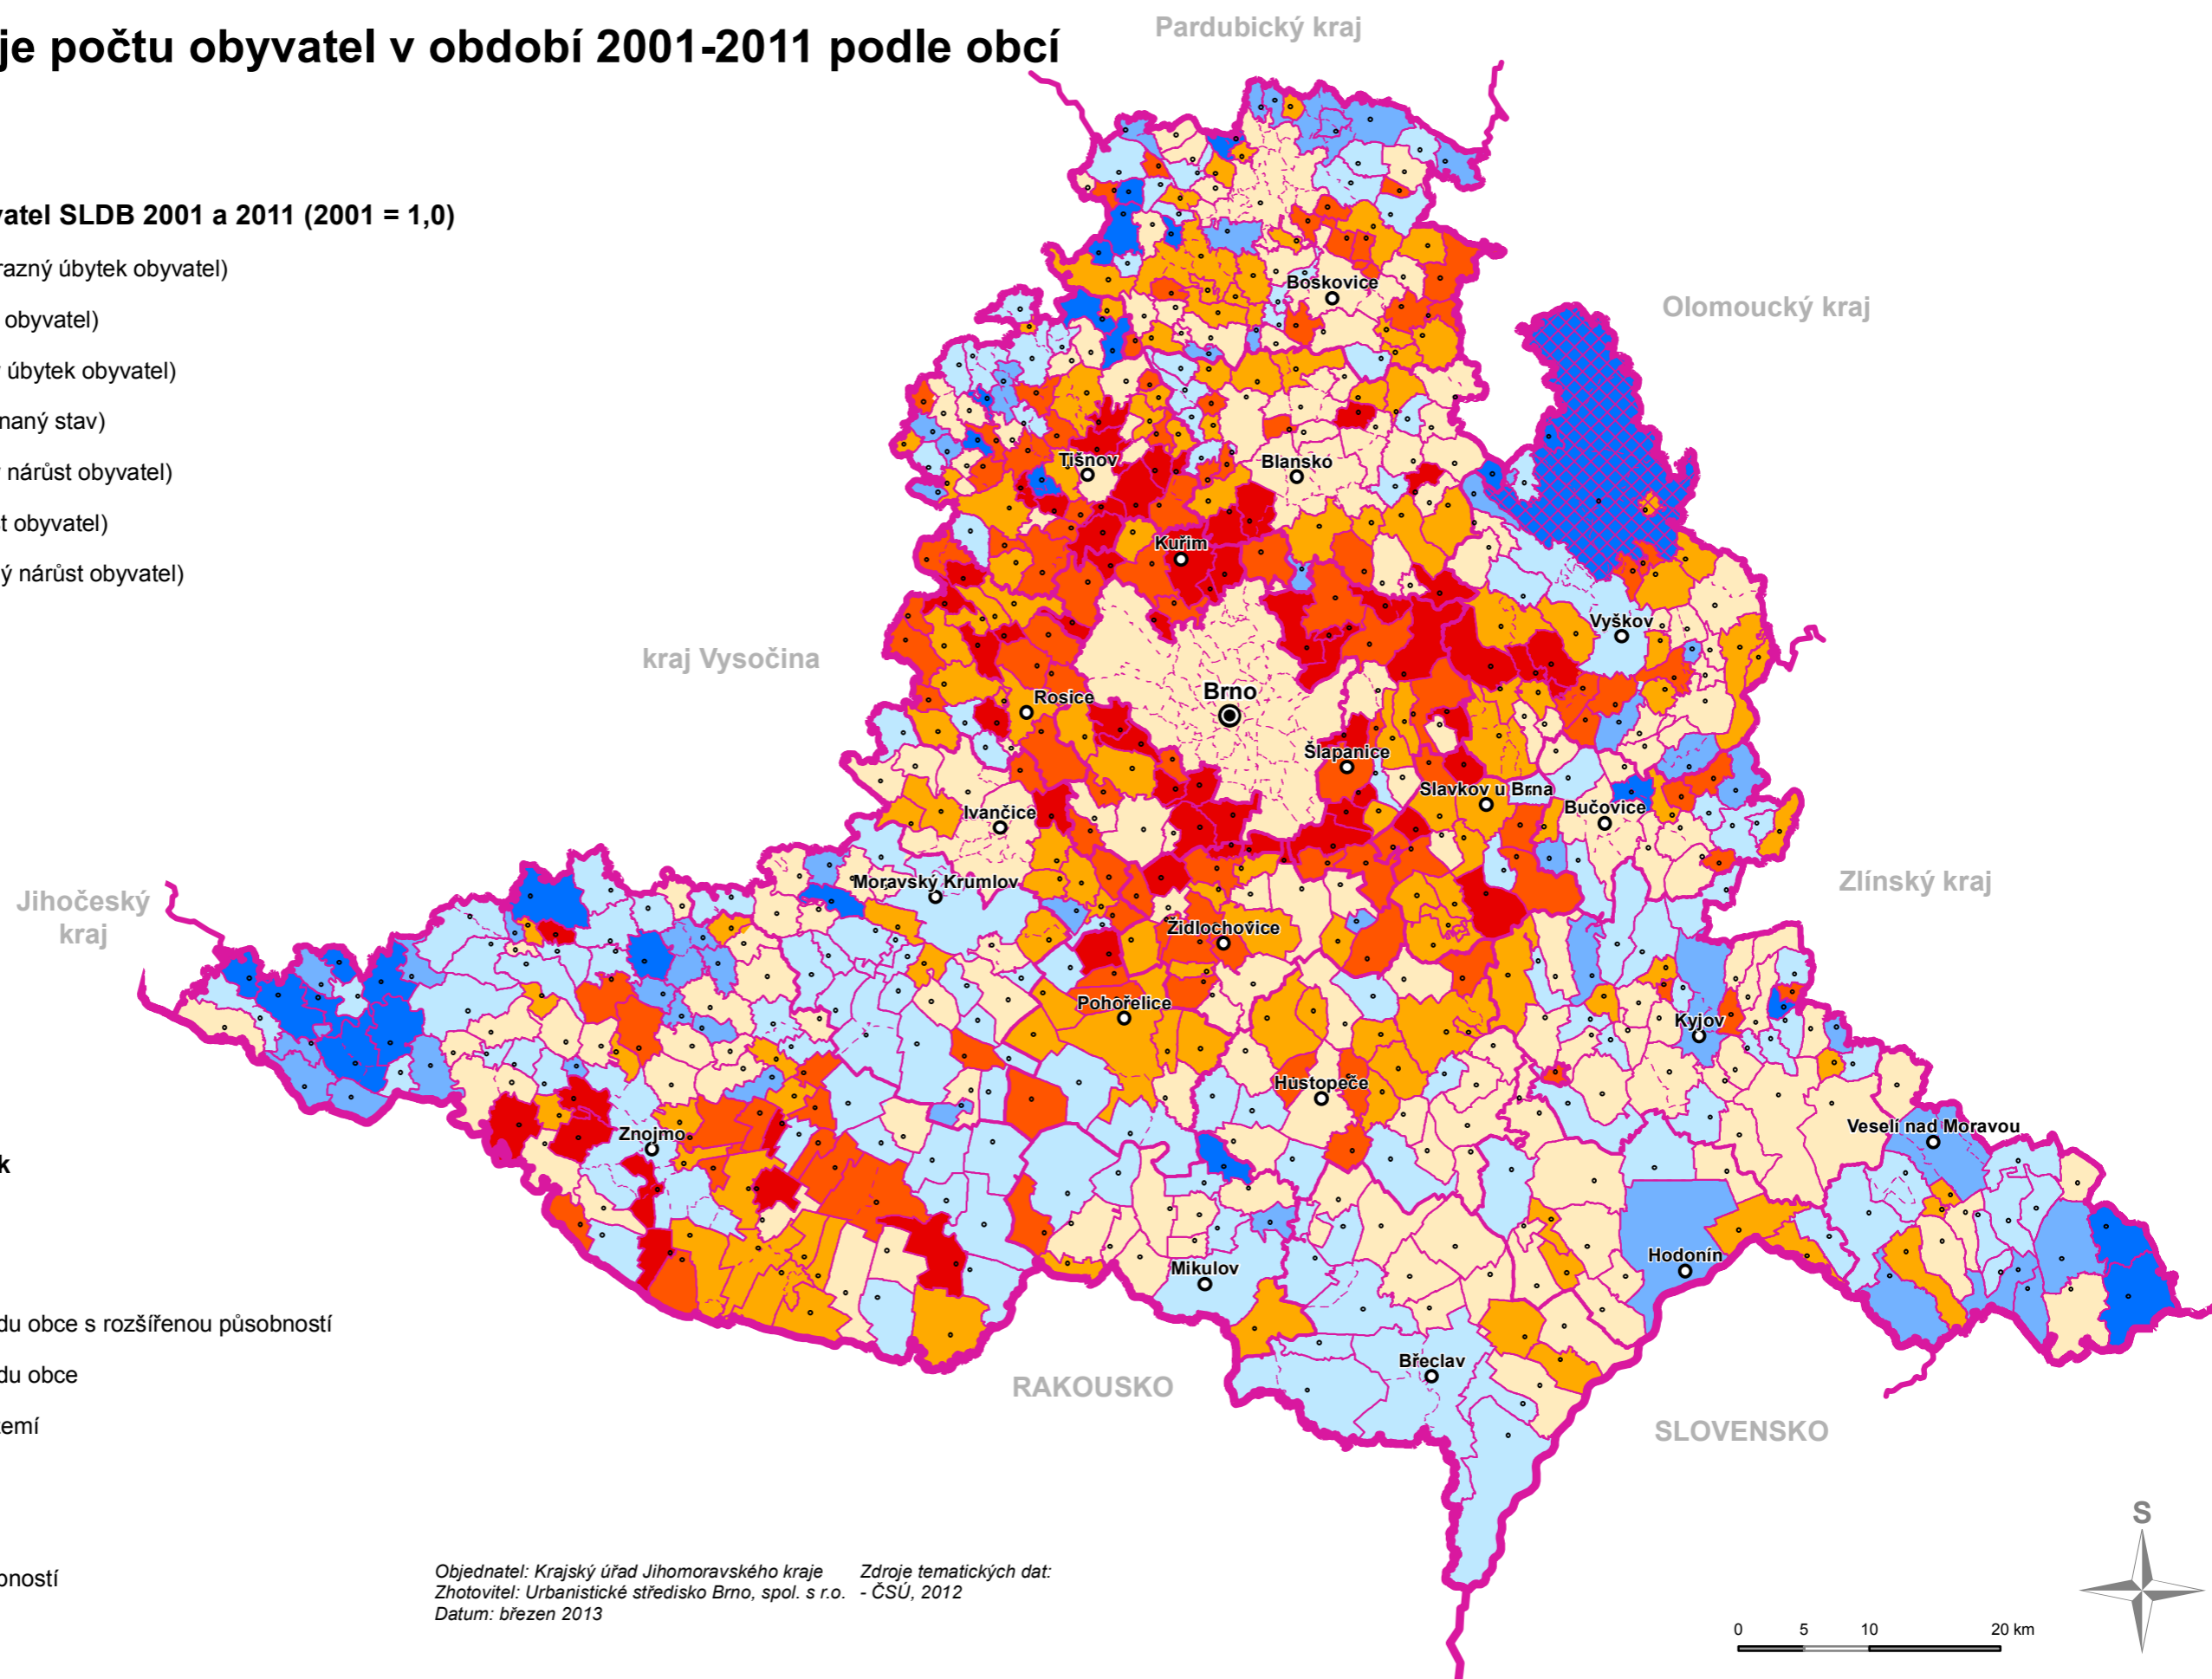 je počtu obyvatel v období 2001-2011 podle obcí
vatel SLDB 2001 a 2011 (2001 = 1,0)
razný úbytek obyvatel)
obyvatel)
úbytek obyvatel)
naný stav)
nárůst obyvatel)
st obyvatel)
ý nárůst obyvatel)
k
du obce s rozšířenou působností
du obce
zemí
bností
Pardubický kraj
Olomoucký kraj
kraj Vysočina
Jihočeský
kraj
Zlínský kraj
RAKOUSKO
SLOVENSKO
Boskovice
Tišnov
Blansko
Kuřim
Vyškov
Rosice
Brno
Šlapanice
Slavkov u Brna
Bučovice
Ivančice
Moravský Krumlov
Židlochovice
Pohořelice
Kyjov
Hustopeče
Znojmo
Veselí nad Moravou
Hodonín
Mikulov
Břeclav
Objednatel: Krajský úřad Jihomoravského kraje
Zhotovitel: Urbanistické středisko Brno, spol. s r.o.
Datum: březen 2013
Zdroje tematických dat:
- ČSÚ, 2012
S
0 5 10 20 km